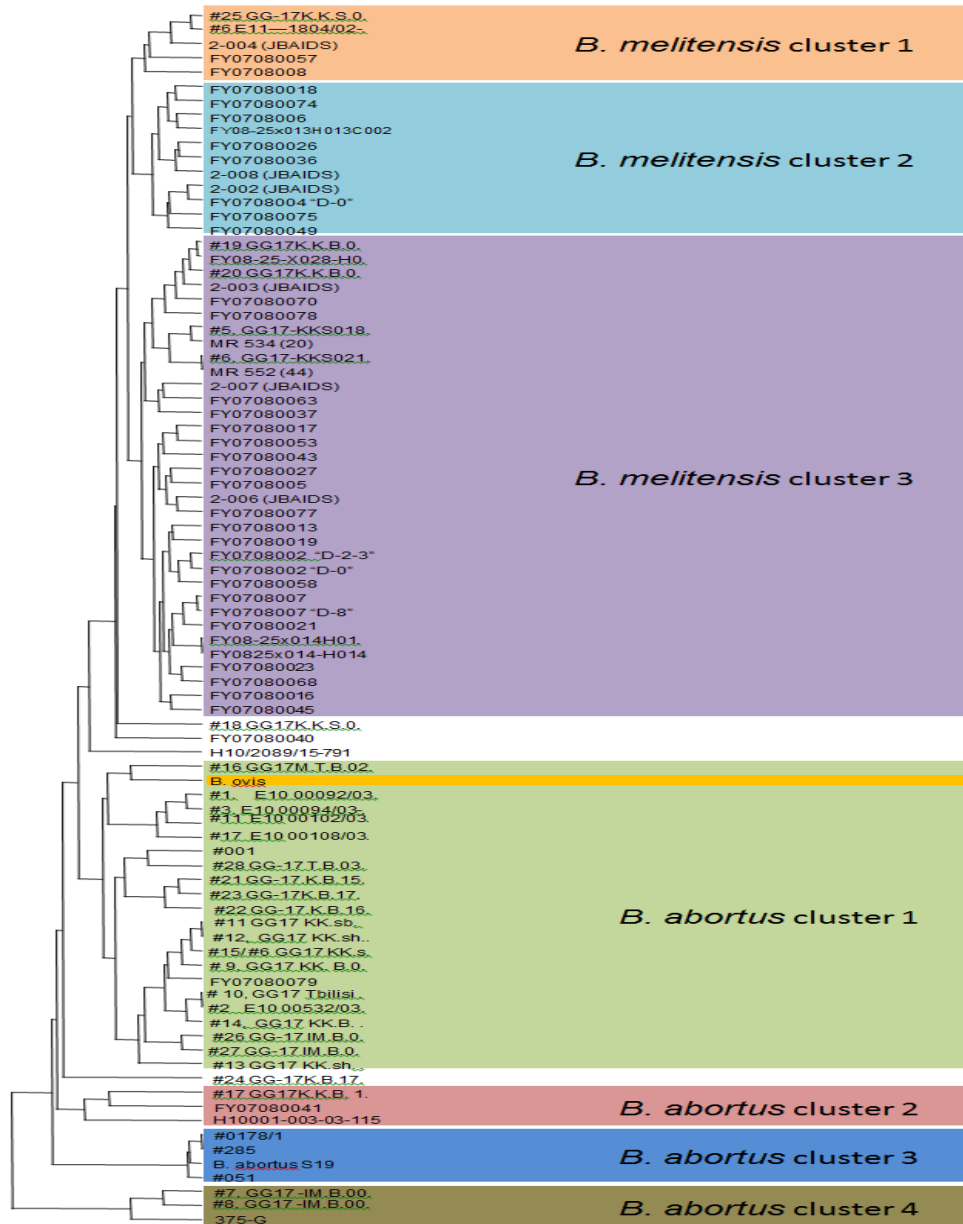 #25 GG-17K.K.S.0.
#6 E11—1804/02-.
2-004 (JBAIDS)
FY07080057
FY0708008
B. melitensis cluster 1
FY07080018
FY07080074
FY0708006
FY08-25x013H013C002
FY07080026
FY07080036
2-008 (JBAIDS)
2-002 (JBAIDS)
FY0708004 "D-0"
FY07080075
FY07080049
B. melitensis cluster 2
#19 GG17K.K.B.0.
FY08-25-X028-H0.
#20 GG17K.K.B.0.
2-003 (JBAIDS)
FY07080070
FY07080078
#5, GG17-KKS018.
MR 534 (20)
#6, GG17-KKS021.
MR 552 (44)
2-007 (JBAIDS)
FY07080063
FY07080037
FY07080017
FY07080053
FY07080043
FY07080027
FY0708005
2-006 (JBAIDS)
FY07080077
FY07080013
FY07080019
FY0708002 "D-2-3"
FY0708002 "D-0"
FY07080058
FY0708007
FY0708007 "D-8"
FY07080021
FY08-25x014H01.
FY0825x014-H014
FY07080023
FY07080068
FY07080016
FY07080045
B. melitensis cluster 3
#18 GG17K.K.S.0.
FY07080040
H10/2089/15-791
#16 GG17M.T.B.02.
B. ovis
#1, E10 00092/03.
#3, E10 00094/03-
#11 E10 00102/03.
#17 E10 00108/03.
#001
#28 GG-17.T.B.03.
#21 GG-17.K.B.15.
#23 GG-17K.B.17.
#22 GG-17.K.B.16.
#11 GG17 KK.sb.
#12, GG17 KK.sh..
#15/#6 GG17 KK.s.
# 9, GG17 KK. B.0.
FY07080079
# 10, GG17 Tbilisi .
#2 E10 00532/03.
#14, GG17 KK.B. .
#26 GG-17 IM.B.0.
#27 GG-17 IM.B.0.
#13 GG17 KK.sh.
B. abortus cluster 1
#24 GG-17K.B.17.
#17 GG17K.K.B. 1.
FY07080041
H10001-003-03-115
B. abortus cluster 2
#0178/1
#285
B. abortus S19
#051
B. abortus cluster 3
#7, GG17 -IM.B.00.
#8, GG17 -IM.B.00.
375-G
B. abortus cluster 4